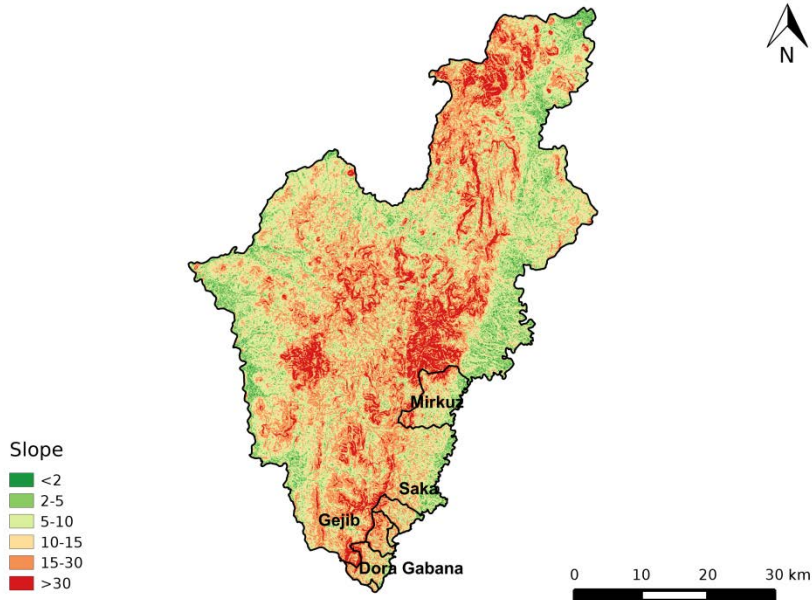 N
Mirkuz
Saka
Gejib
Dora Gabana
Slope
<2
2-5
5-10
10-15
15-30
>30
0 10 20 30 km